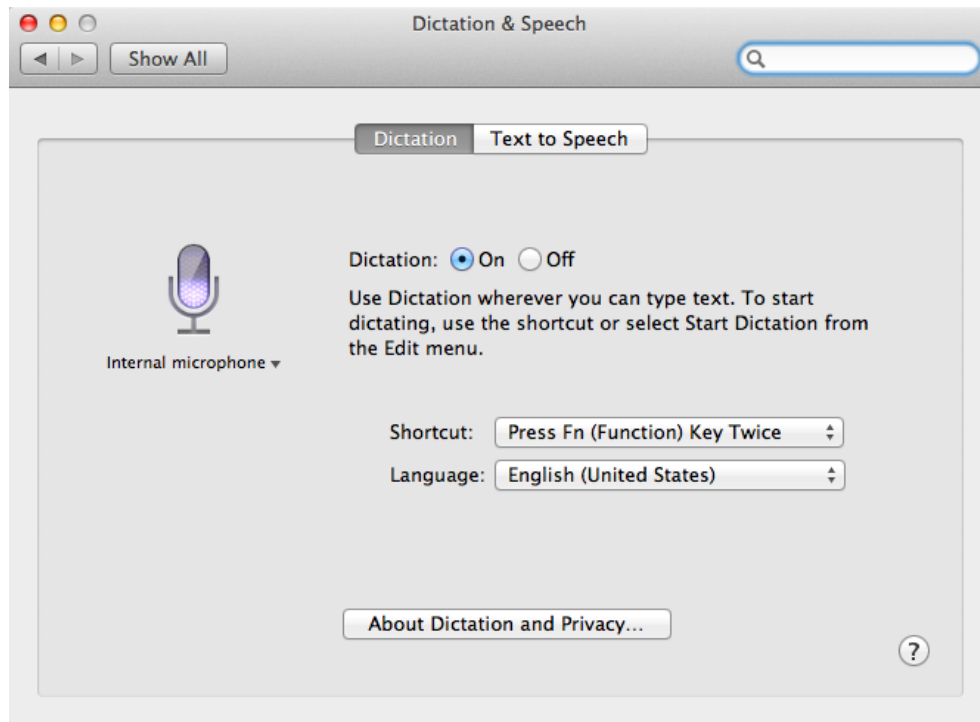 Dictation & Speech
Show All
Dictation
Text to Speech
Dictation: On Off
Use Dictation wherever you can type text. To start
dictating, use the shortcut or select Start Dictation from
the Edit menu.
Internal microphone
Shortcut: Press Fn (Function) Key Twice
Language: English (United States)
About Dictation and Privacy...
?